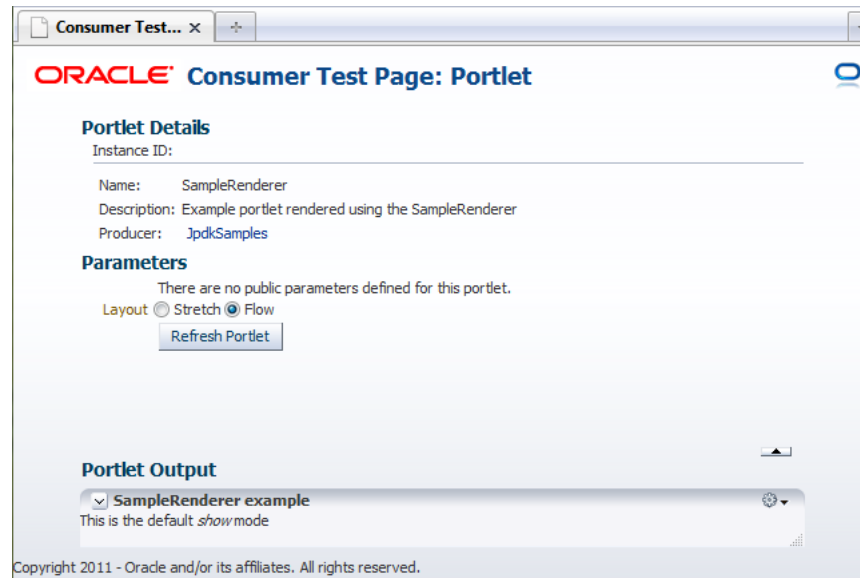 Consumer Test... x
ORACLE Consumer Test Page: Portlet
Portlet Details
Instance ID:
Name: SampleRenderer
Description: Example portlet rendered using the SampleRenderer
Producer: JpdkSamples
Parameters
There are no public parameters defined for this portlet.
Layout Stretch Flow
Refresh Portlet
Portlet Output
SampleRenderer example
This is the default show mode
Copyright 2011 - Oracle and/or its affiliates. All rights reserved.